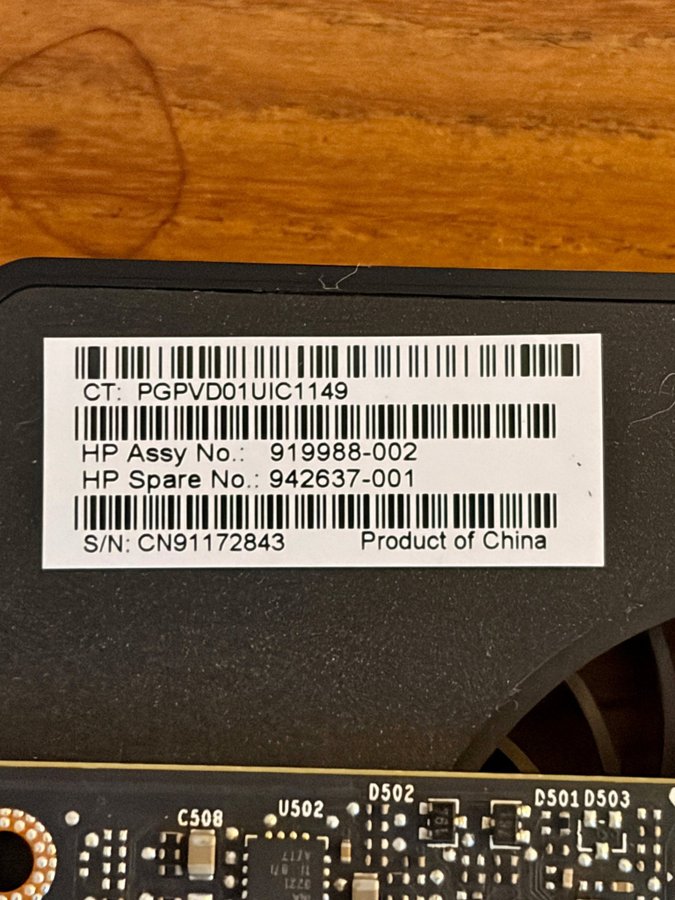 CT: PGPVD01UIC1149
HP Assy No.: 919988-002
HP Spare No.: 942637-001
S/N: CN91172843 Product of China
C508 U502 D502 D501 D503